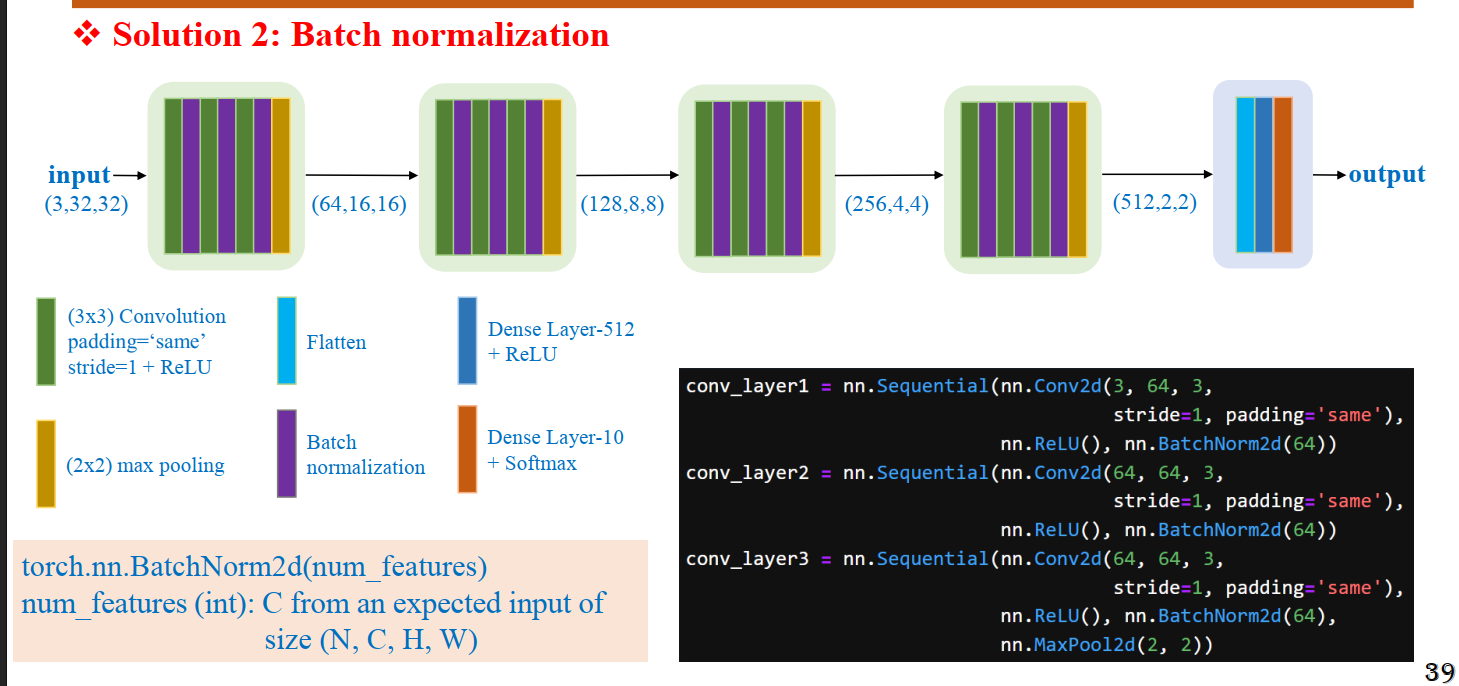 ❖ Solution 2: Batch normalization
input
(3,32,32)
(64,16,16)
(128,8,8)
(256,4,4)
(512,2,2)
output
(3x3) Convolution
padding=‘same’
stride=1 + ReLU
Flatten
Dense Layer-512
+ ReLU
(2x2) max pooling
Batch
normalization
Dense Layer-10
+ Softmax
torch.nn.BatchNorm2d(num_features)
num_features (int): C from an expected input of
size (N, C, H, W)
conv_layer1 = nn.Sequential(nn.Conv2d(3, 64, 3,
stride=1, padding='same'),
nn.ReLU(), nn.BatchNorm2d(64))
conv_layer2 = nn.Sequential(nn.Conv2d(64, 64, 3,
stride=1, padding='same'),
nn.ReLU(), nn.BatchNorm2d(64))
conv_layer3 = nn.Sequential(nn.Conv2d(64, 64, 3,
stride=1, padding='same'),
nn.ReLU(), nn.BatchNorm2d(64),
nn.MaxPool2d(2, 2))
39